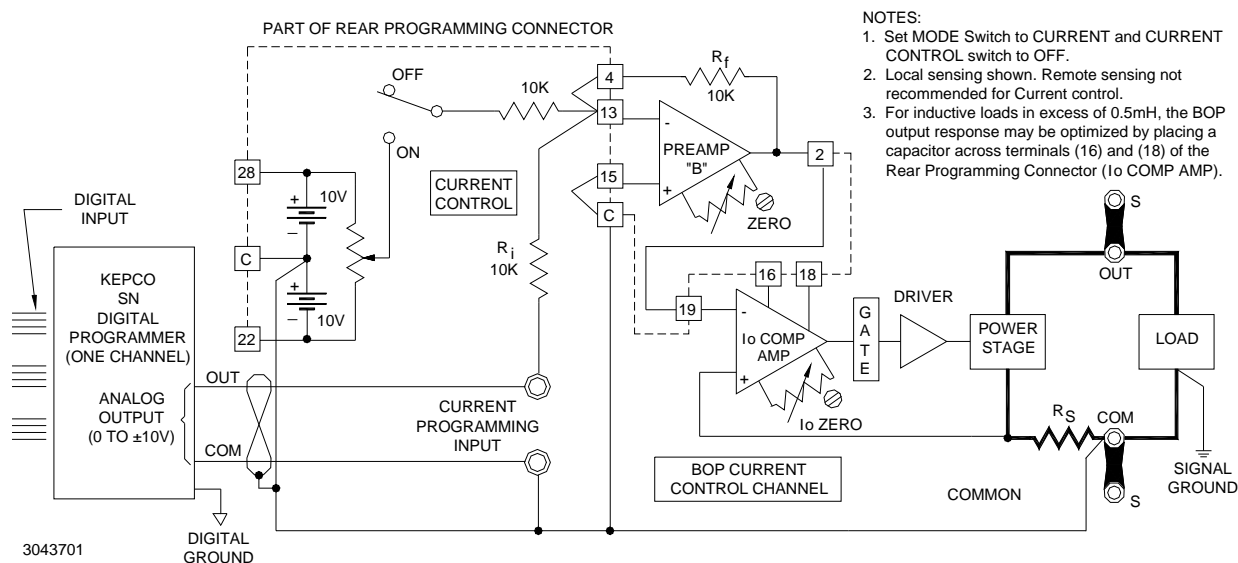 PART OF REAR PROGRAMMING CONNECTOR
NOTES:
1. Set MODE Switch to CURRENT and CURRENT
CONTROL switch to OFF.
2. Local sensing shown. Remote sensing not
recommended for Current control.
3. For inductive loads in excess of 0.5mH, the BOP
output response may be optimized by placing a
capacitor across terminals (16) and (18) of the
Rear Programming Connector (Io COMP AMP).
OFF
10K
4
13
Rf
10K
-
PREAMP
"B"
+
2
ON
28
15
C
CURRENT
CONTROL
ZERO
DIGITAL
INPUT
+
10V
–
C
+
10V
–
22
Ri
10K
16
18
19
-
Io COMP
AMP
+
Io ZERO
GATE
DRIVER
POWER
STAGE
S
OUT
LOAD
KEPCO
SN
DIGITAL
PROGRAMMER
(ONE CHANNEL)
ANALOG
OUTPUT
(0 TO ±10V)
OUT
COM
CURRENT
PROGRAMMING
INPUT
RS
COM
S
SIGNAL
GROUND
BOP CURRENT
CONTROL CHANNEL
COMMON
DIGITAL
GROUND
3043701